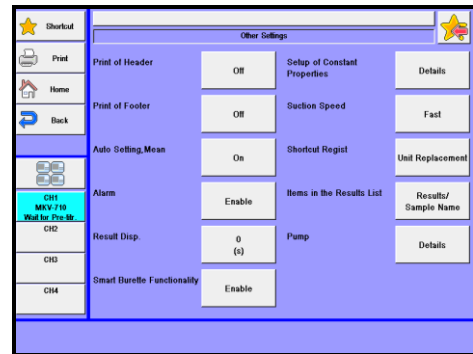 Shortcut
Print
Home
Back
CH1
MKV-710
Wait for Pre-titr.
CH2
CH3
CH4
Other Settings
Print of Header
Off
Setup of Constant
Properties
Details
Print of Footer
Off
Suction Speed
Fast
Auto Setting,Mean
On
Shortcut Regist
Unit Replacement
Alarm
Enable
Items in the Results List
Results/
Sample Name
Result Disp.
0
(s)
Pump
Details
Smart Burette Functionality
Enable